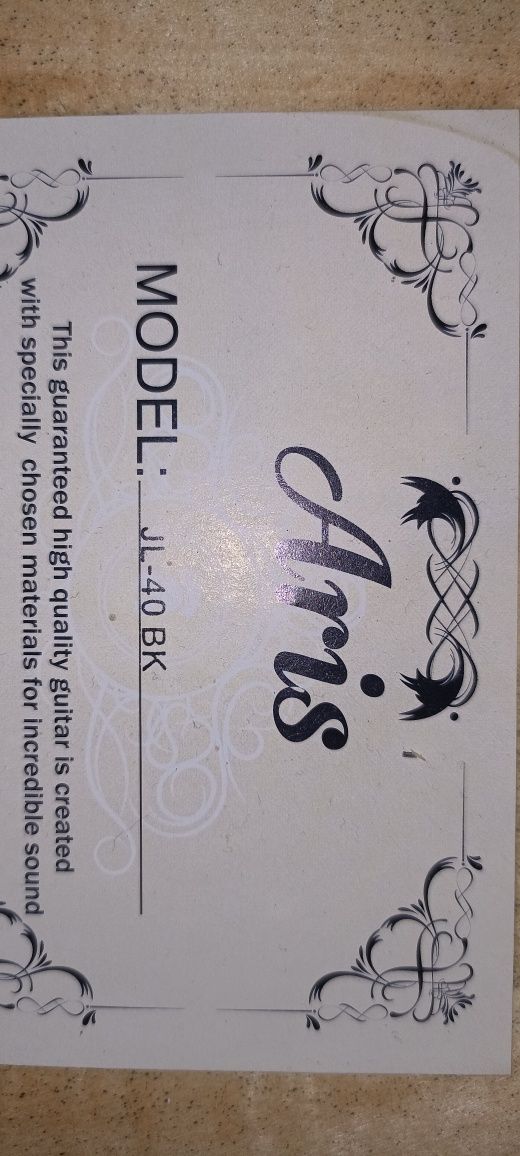 Aris
MODEL: JL-40 BK
This guaranteed high quality guitar is created
with specially chosen materials for incredible sound